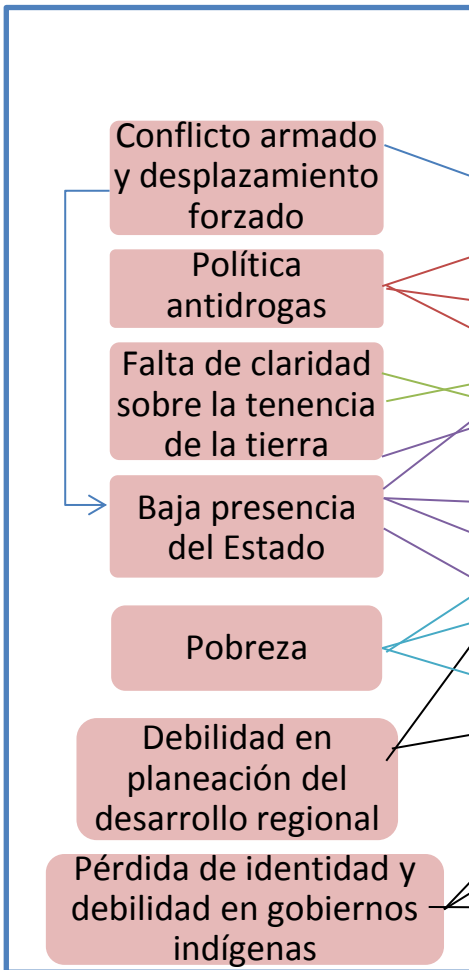 Conflicto armado
y desplazamiento
forzado
Política
antidrogas
Falta de claridad
sobre la tenencia
de la tierra
Baja presencia
del Estado
Pobreza
Debilidad en
planeación del
desarrollo regional
Pérdida de identidad y
debilidad en gobiernos
indígenas